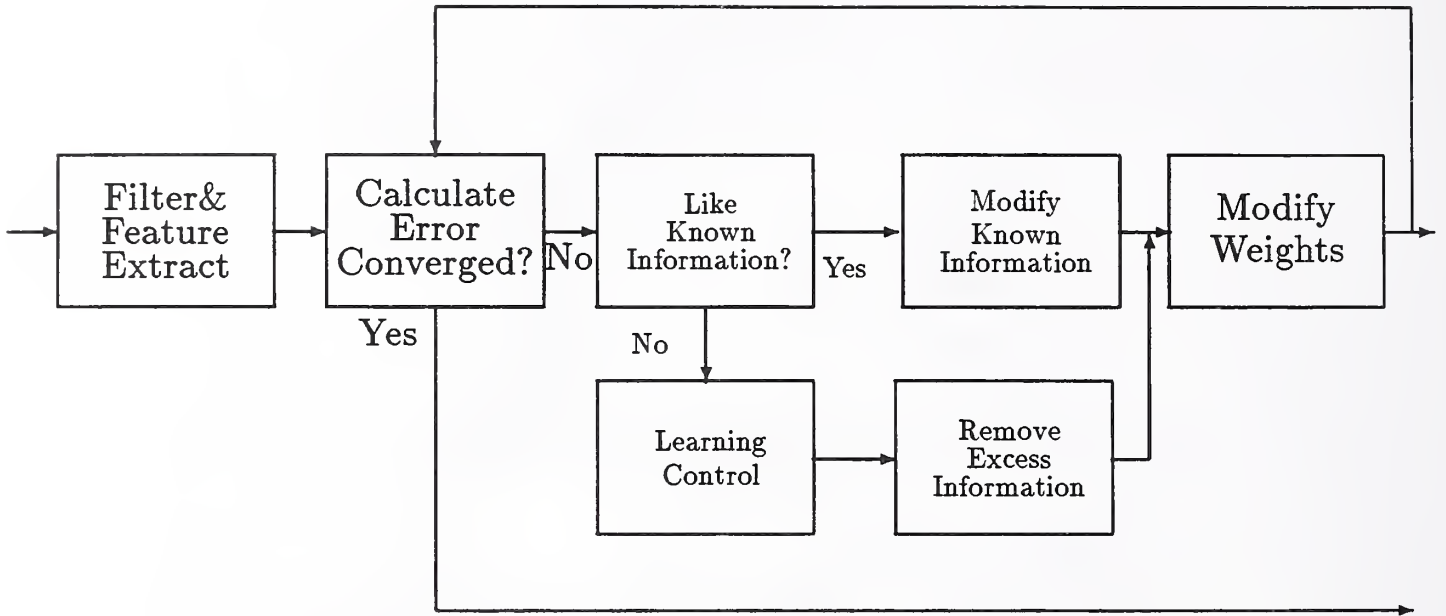 Filter&
Feature
Extract
Calculate
Error
Converged?
No
Yes
Like
Known
Information?
Yes
No
Modify
Known
Information
Modify
Weights
Learning
Control
Remove
Excess
Information